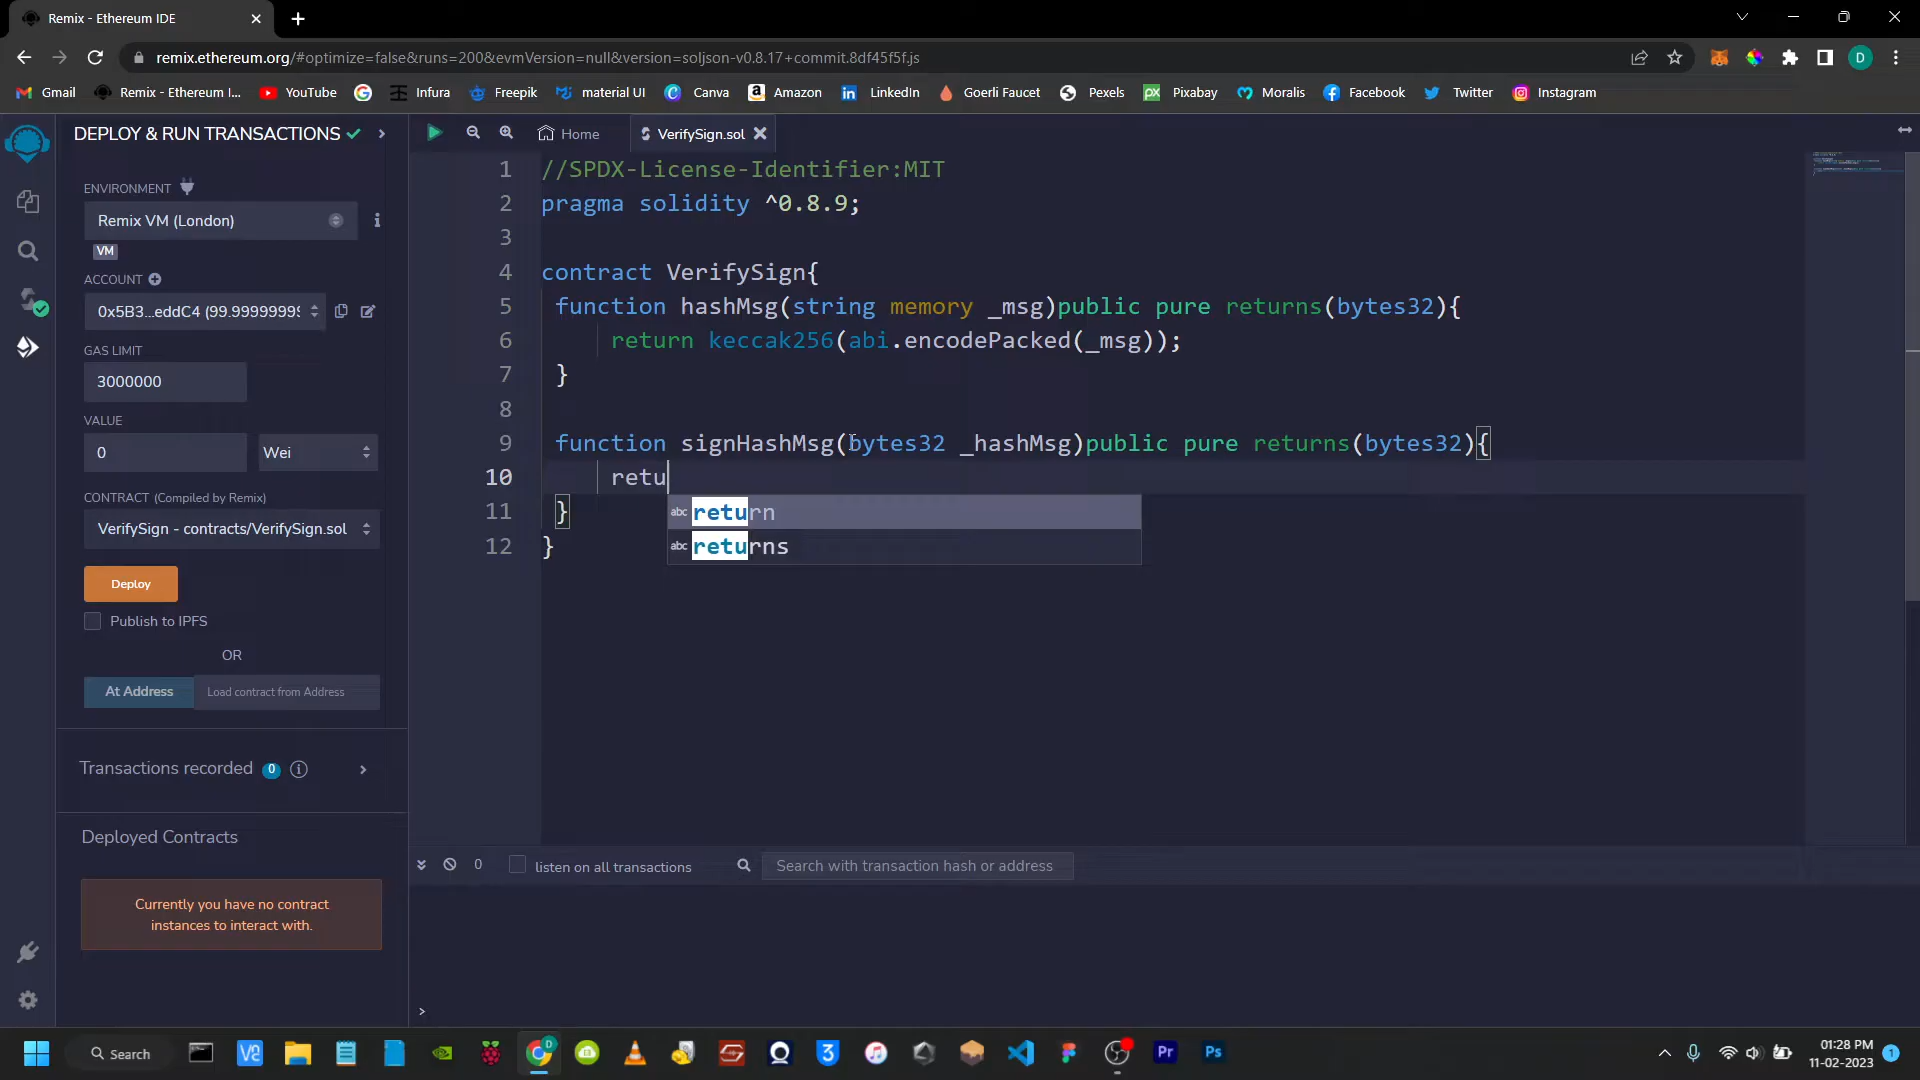 Remix - Ethereum IDE
remix.ethereum.org/#optimize=false&runs=200&evmVersion=null&version=soljson-v0.8.17+commit.8df45f5f.js
D
Gmail
Remix - Ethereum I...
YouTube
Infura
Freepik
material UI
Canva
Amazon
LinkedIn
Goerli Faucet
Pexels
Pixabay
Moralis
Facebook
Twitter
Instagram
DEPLOY & RUN TRANSACTIONS
Home
VerifySign.sol
ENVIRONMENT
Remix VM (London)
VM
ACCOUNT
0x5B3...eddC4 (99.9999999
GAS LIMIT
3000000
VALUE
0
Wei
CONTRACT (Compiled by Remix)
VerifySign - contracts/VerifySign.sol
Deploy
Publish to IPFS
OR
At Address
Load contract from Address
Transactions recorded 0
Deployed Contracts
Currently you have no contract
instances to interact with.
1 //SPDX-License-Identifier:MIT
2 pragma solidity ^0.8.9;
3
4 contract VerifySign{
5 function hashMsg(string memory _msg)public pure returns(bytes32){
6 return keccak256(abi.encodePacked(_msg));
7 }
8
9 function signHashMsg(bytes32 _hashMsg)public pure returns(bytes32){
10 retu
abc return
11 }
abc returns
12 }
0
listen on all transactions
Search with transaction hash or address
>
Search
Pr
Ps
01:28 PM
11-02-2023
1